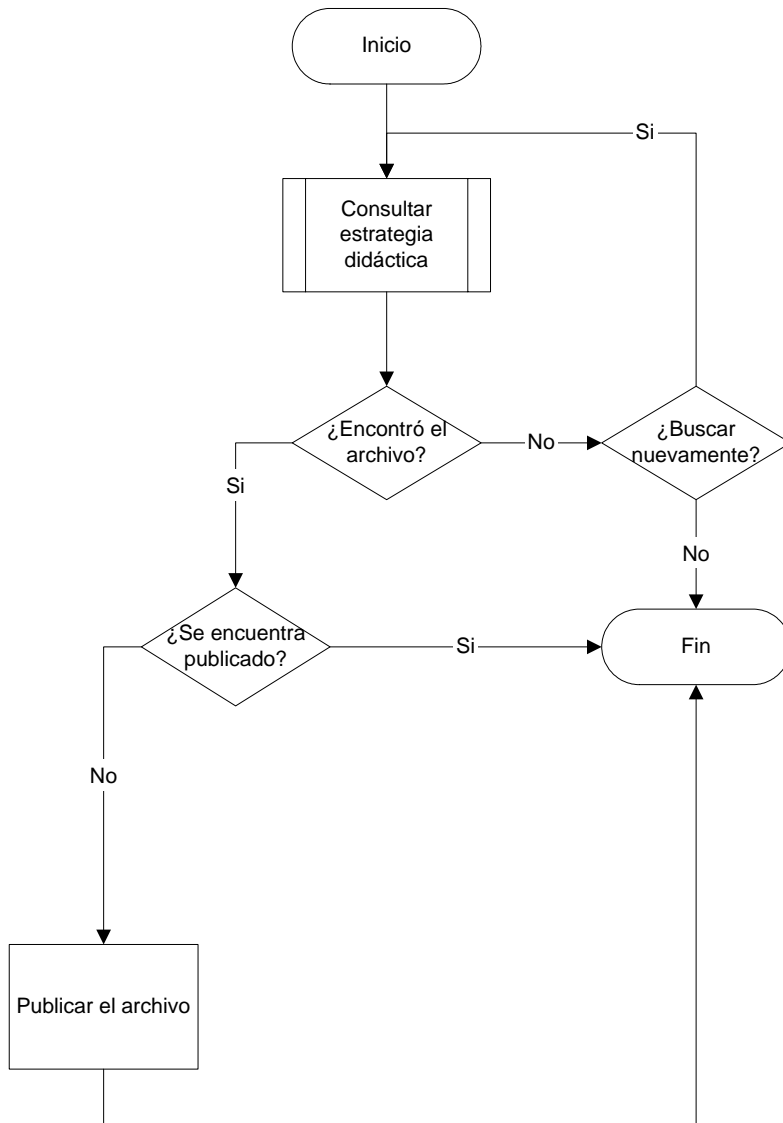 Inicio
Si
Consultar
estrategia
didáctica
¿Encontró el
archivo?
No
¿Buscar
nuevamente?
Si
No
¿Se encuentra
publicado?
Si
Fin
No
Publicar el archivo